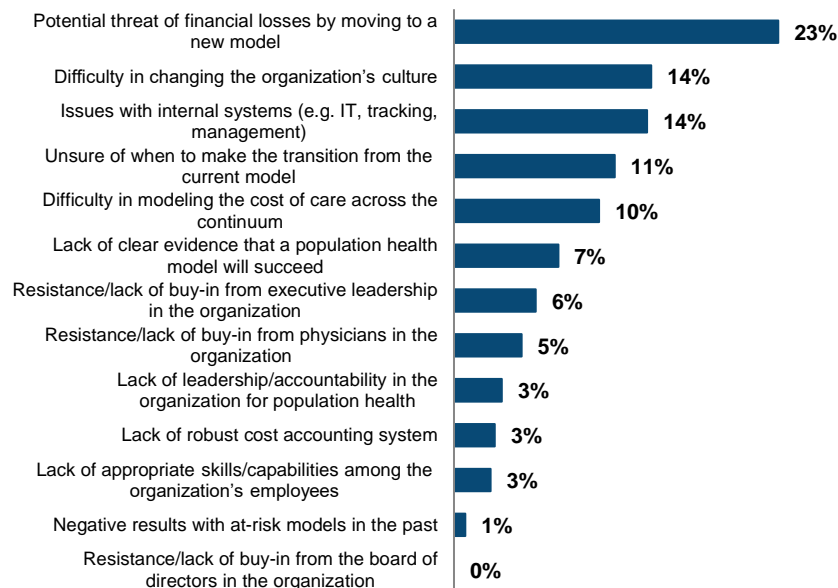 Potential threat of financial losses by moving to a
new model
23%
Difficulty in changing the organization's culture
14%
Issues with internal systems (e.g. IT, tracking,
management)
14%
Unsure of when to make the transition from the
current model
11%
Difficulty in modeling the cost of care across the
continuum
10%
Lack of clear evidence that a population health
model will succeed
7%
Resistance/lack of buy-in from executive leadership
in the organization
6%
Resistance/lack of buy-in from physicians in the
organization
5%
Lack of leadership/accountability in the
organization for population health
3%
Lack of robust cost accounting system
3%
Lack of appropriate skills/capabilities among the
organization's employees
3%
Negative results with at-risk models in the past
1%
Resistance/lack of buy-in from the board of
directors in the organization
0%